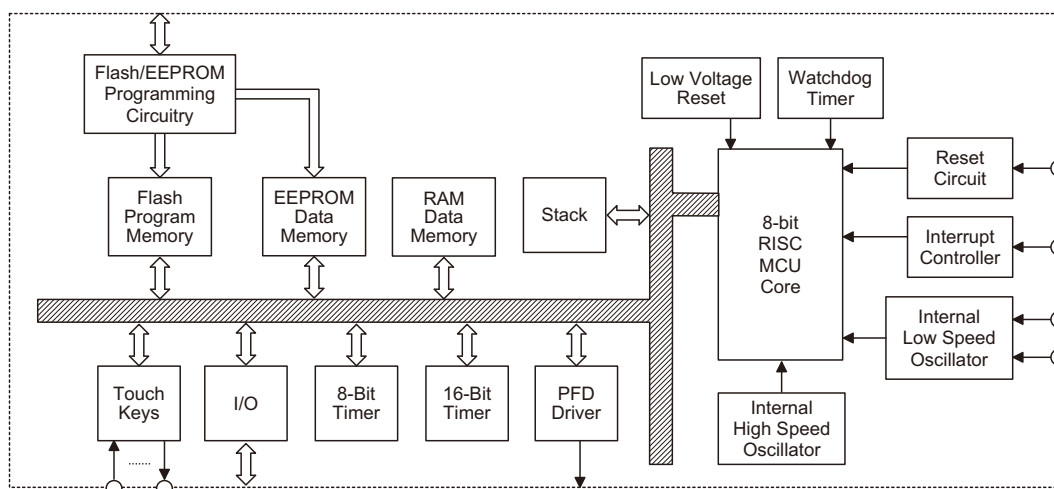 Flash/EEPROM
Programming
Circuitry
Low Voltage
Reset
Watchdog
Timer
Flash
Program
Memory
EEPROM
Data
Memory
RAM
Data
Memory
Stack
8-bit
RISC
MCU
Core
Reset
Circuit
Interrupt
Controller
Internal
Low Speed
Oscillator
Touch
Keys
I/O
8-Bit
Timer
16-Bit
Timer
PFD
Driver
Internal
High Speed
Oscillator
........